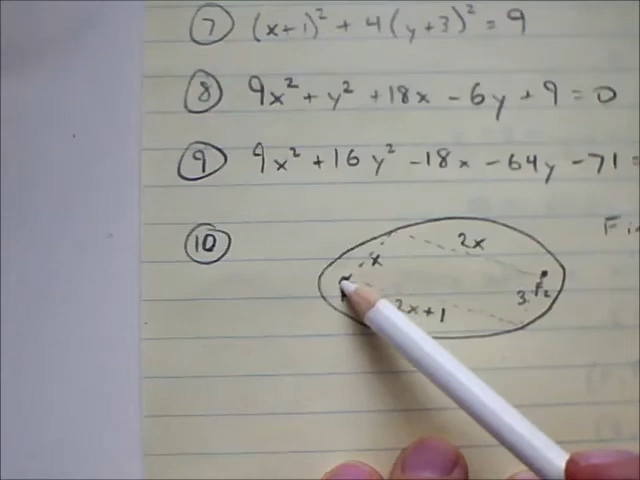 7 (x+1)² + 4(y+3)² = 9
8 9x² + y² + 18x - 6y + 9 = 0
9 9x² + 16y² - 18x - 64y - 71 =
10
2x
x
F₂
3
2x+1